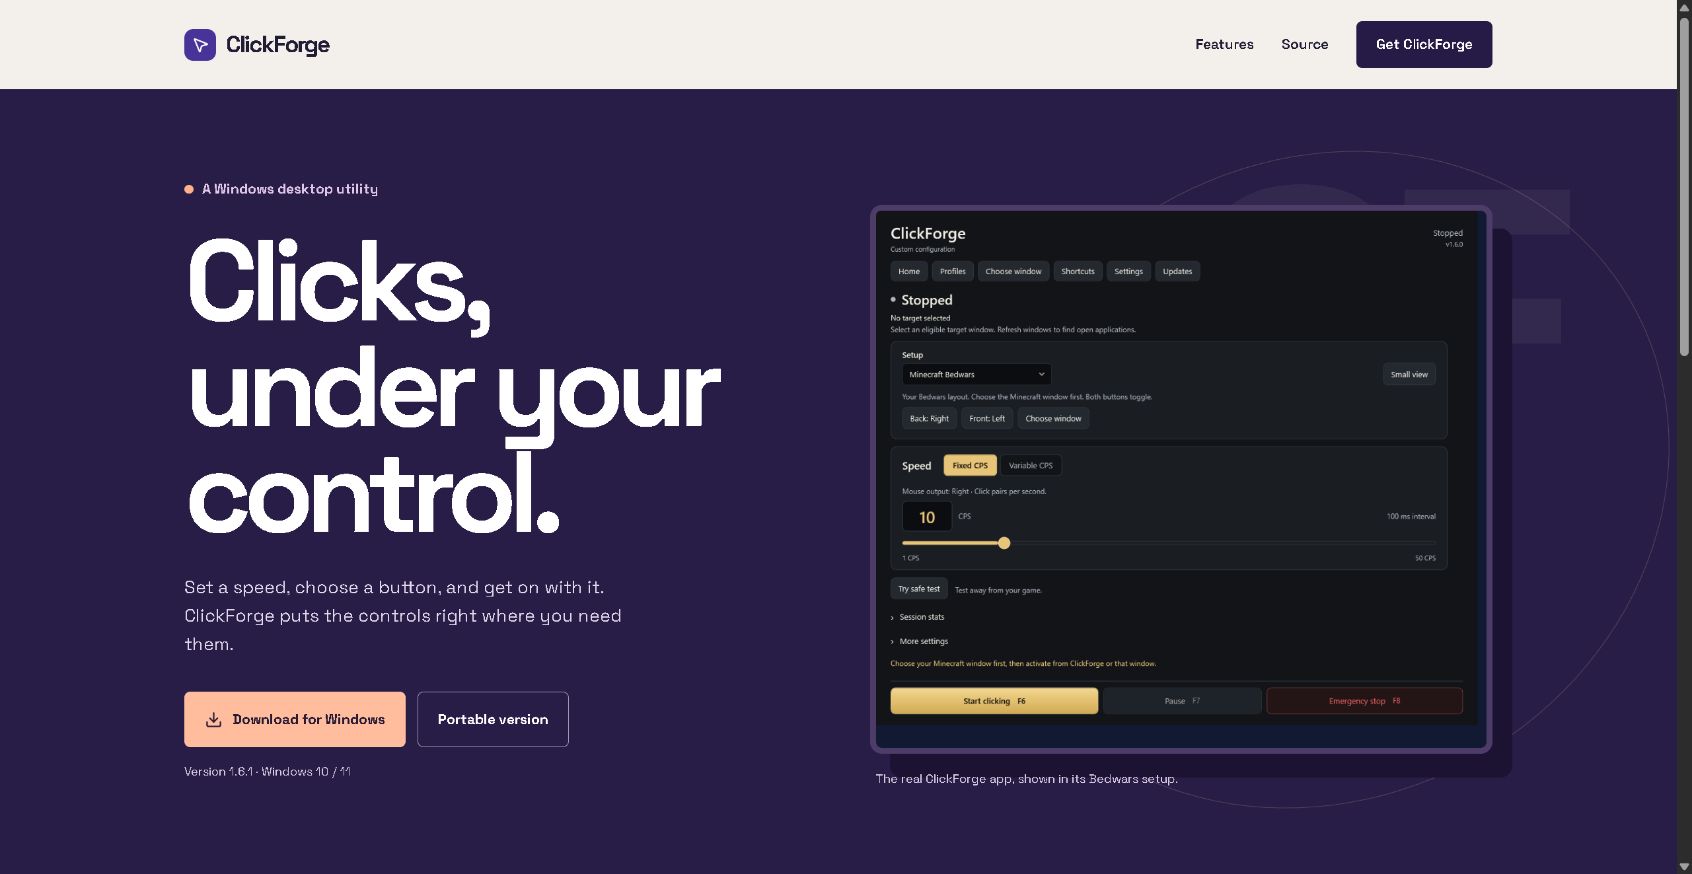 ClickForge
Features Source Get ClickForge
A Windows desktop utility
Clicks,
under your
control.
Set a speed, choose a button, and get on with it.
ClickForge puts the controls right where you need
them.
Download for Windows Portable version
Version 1.6.1 · Windows 10 / 11
ClickForge Stopped
Custom configuration v1.6.0
Home Profiles Choose window Shortcuts Settings Updates
Stopped
No target selected
Select an eligible target window. Refresh windows to find open applications.
Setup
Minecraft Bedwars Small view
Your Bedwars layout. Choose the Minecraft window first. Both buttons toggle.
Back: Right Front: Left Choose window
Speed Fixed CPS Variable CPS
Mouse output: Right · Click pairs per second.
10 CPS 100 ms interval
1 CPS 50 CPS
Try safe test Test away from your game.
Session stats
More settings
Choose your Minecraft window first, then activate from ClickForge or that window.
Start clicking F6 Pause F7 Emergency stop F8
The real ClickForge app, shown in its Bedwars setup.